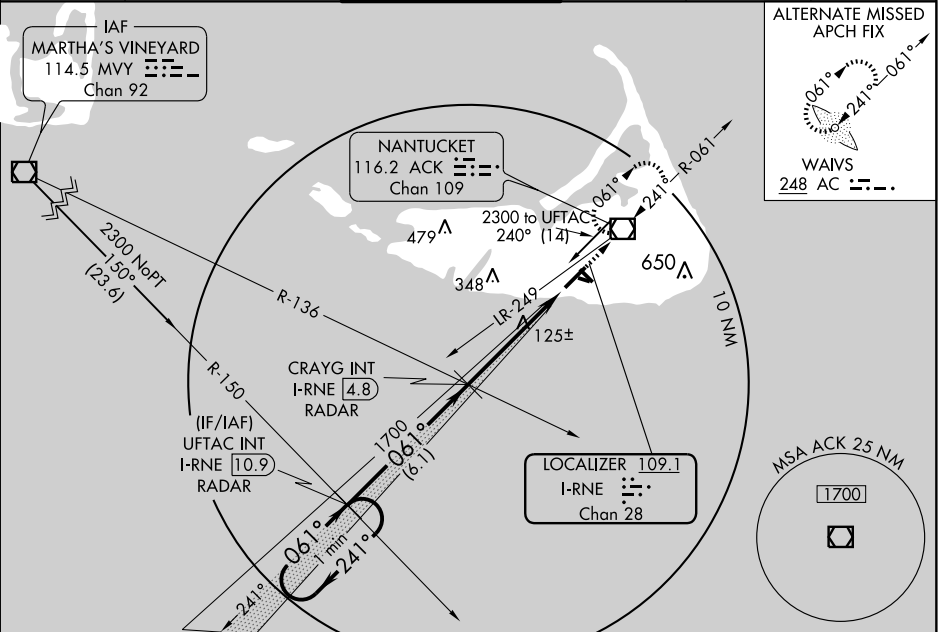 IAF
MARTHA'S VINEYARD
114.5 MVY
Chan 92
ALTERNATE MISSED
APCH FIX
061°
061°
241°
WAIVS
248 AC
NANTUCKET
116.2 ACK
Chan 109
R-061
061°
241°
2300 to UFTAC
240° (14)
479
348
650
2300 NoPT
150°
(23.6)
R-136
LR-249
125±
10 NM
R-150
CRAYG INT
I-RNE 4.8
RADAR
1700
061°
(6.1)
(IF/IAF)
UFTAC INT
I-RNE 10.9
RADAR
LOCALIZER 109.1
I-RNE
Chan 28
MSA ACK 25 NM
1700
061°
1 min
241°
241°